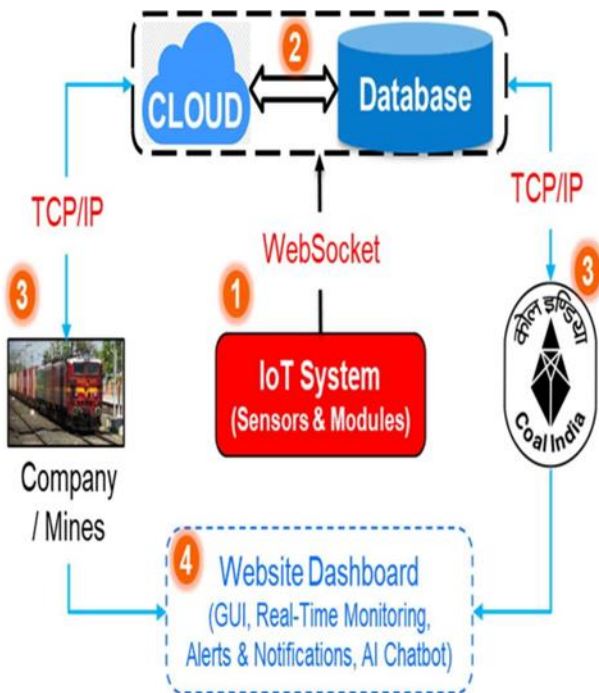 2
CLOUD
Database
TCP/IP
TCP/IP
WebSocket
3
1
3
IoT System
(Sensors & Modules)
कोल इण्डिया
Coal India
Company
/ Mines
4
Website Dashboard
(GUI, Real-Time Monitoring,
Alerts & Notifications, AI Chatbot)